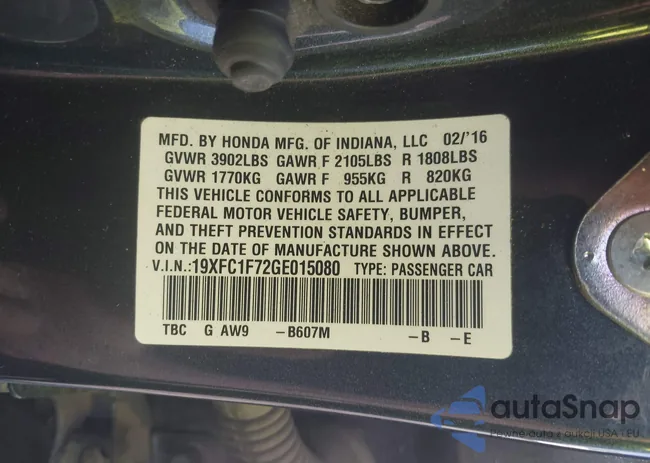 MFD. BY HONDA MFG. OF INDIANA, LLC 02/'16
GVWR 3902LBS GAWR F 2105LBS R 1808LBS
GVWR 1770KG GAWR F 955KG R 820KG
THIS VEHICLE CONFORMS TO ALL APPLICABLE
FEDERAL MOTOR VEHICLE SAFETY, BUMPER,
AND THEFT PREVENTION STANDARDS IN EFFECT
ON THE DATE OF MANUFACTURE SHOWN ABOVE.
V.I.N.:19XFC1F72GE015080 TYPE: PASSENGER CAR
TBC G AW9 -B607M -B -E
autaSnap